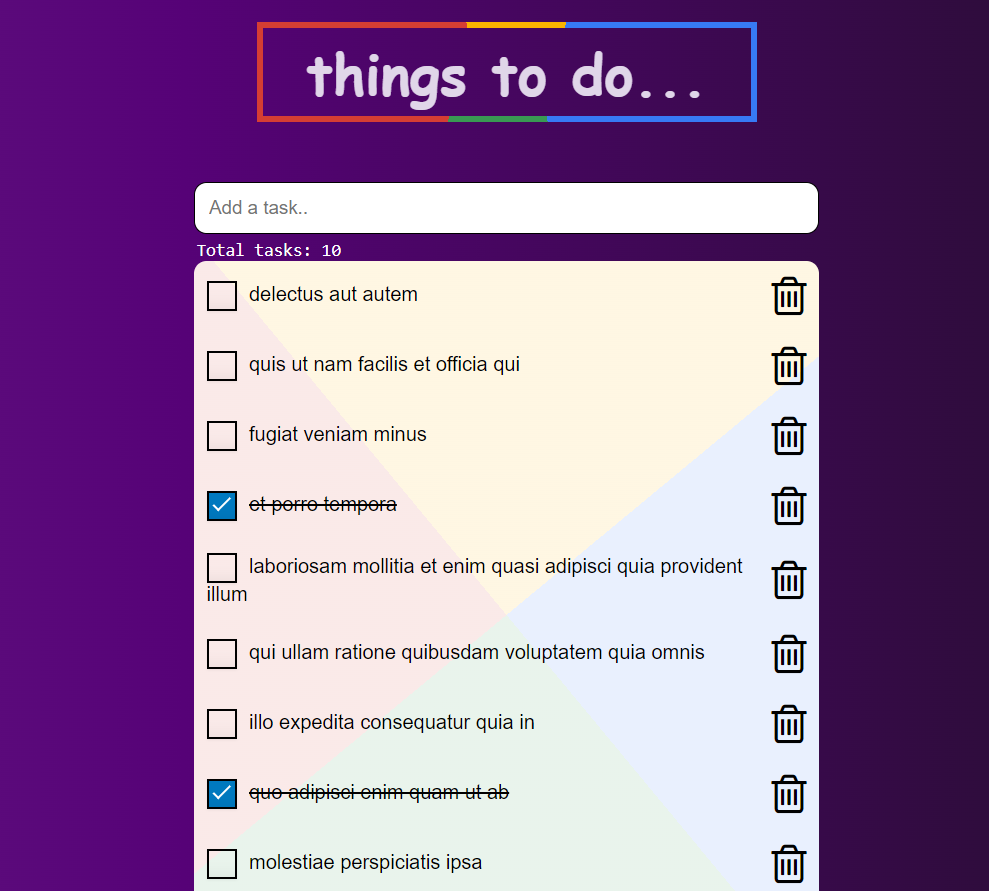 things to do...
Add a task..
Total tasks: 10
delectus aut autem
quis ut nam facilis et officia qui
fugiat veniam minus
et porro tempora
laboriosam mollitia et enim quasi adipisci quia provident
illum
qui ullam ratione quibusdam voluptatem quia omnis
illo expedita consequatur quia in
quo adipisci enim quam ut ab
molestiae perspiciatis ipsa